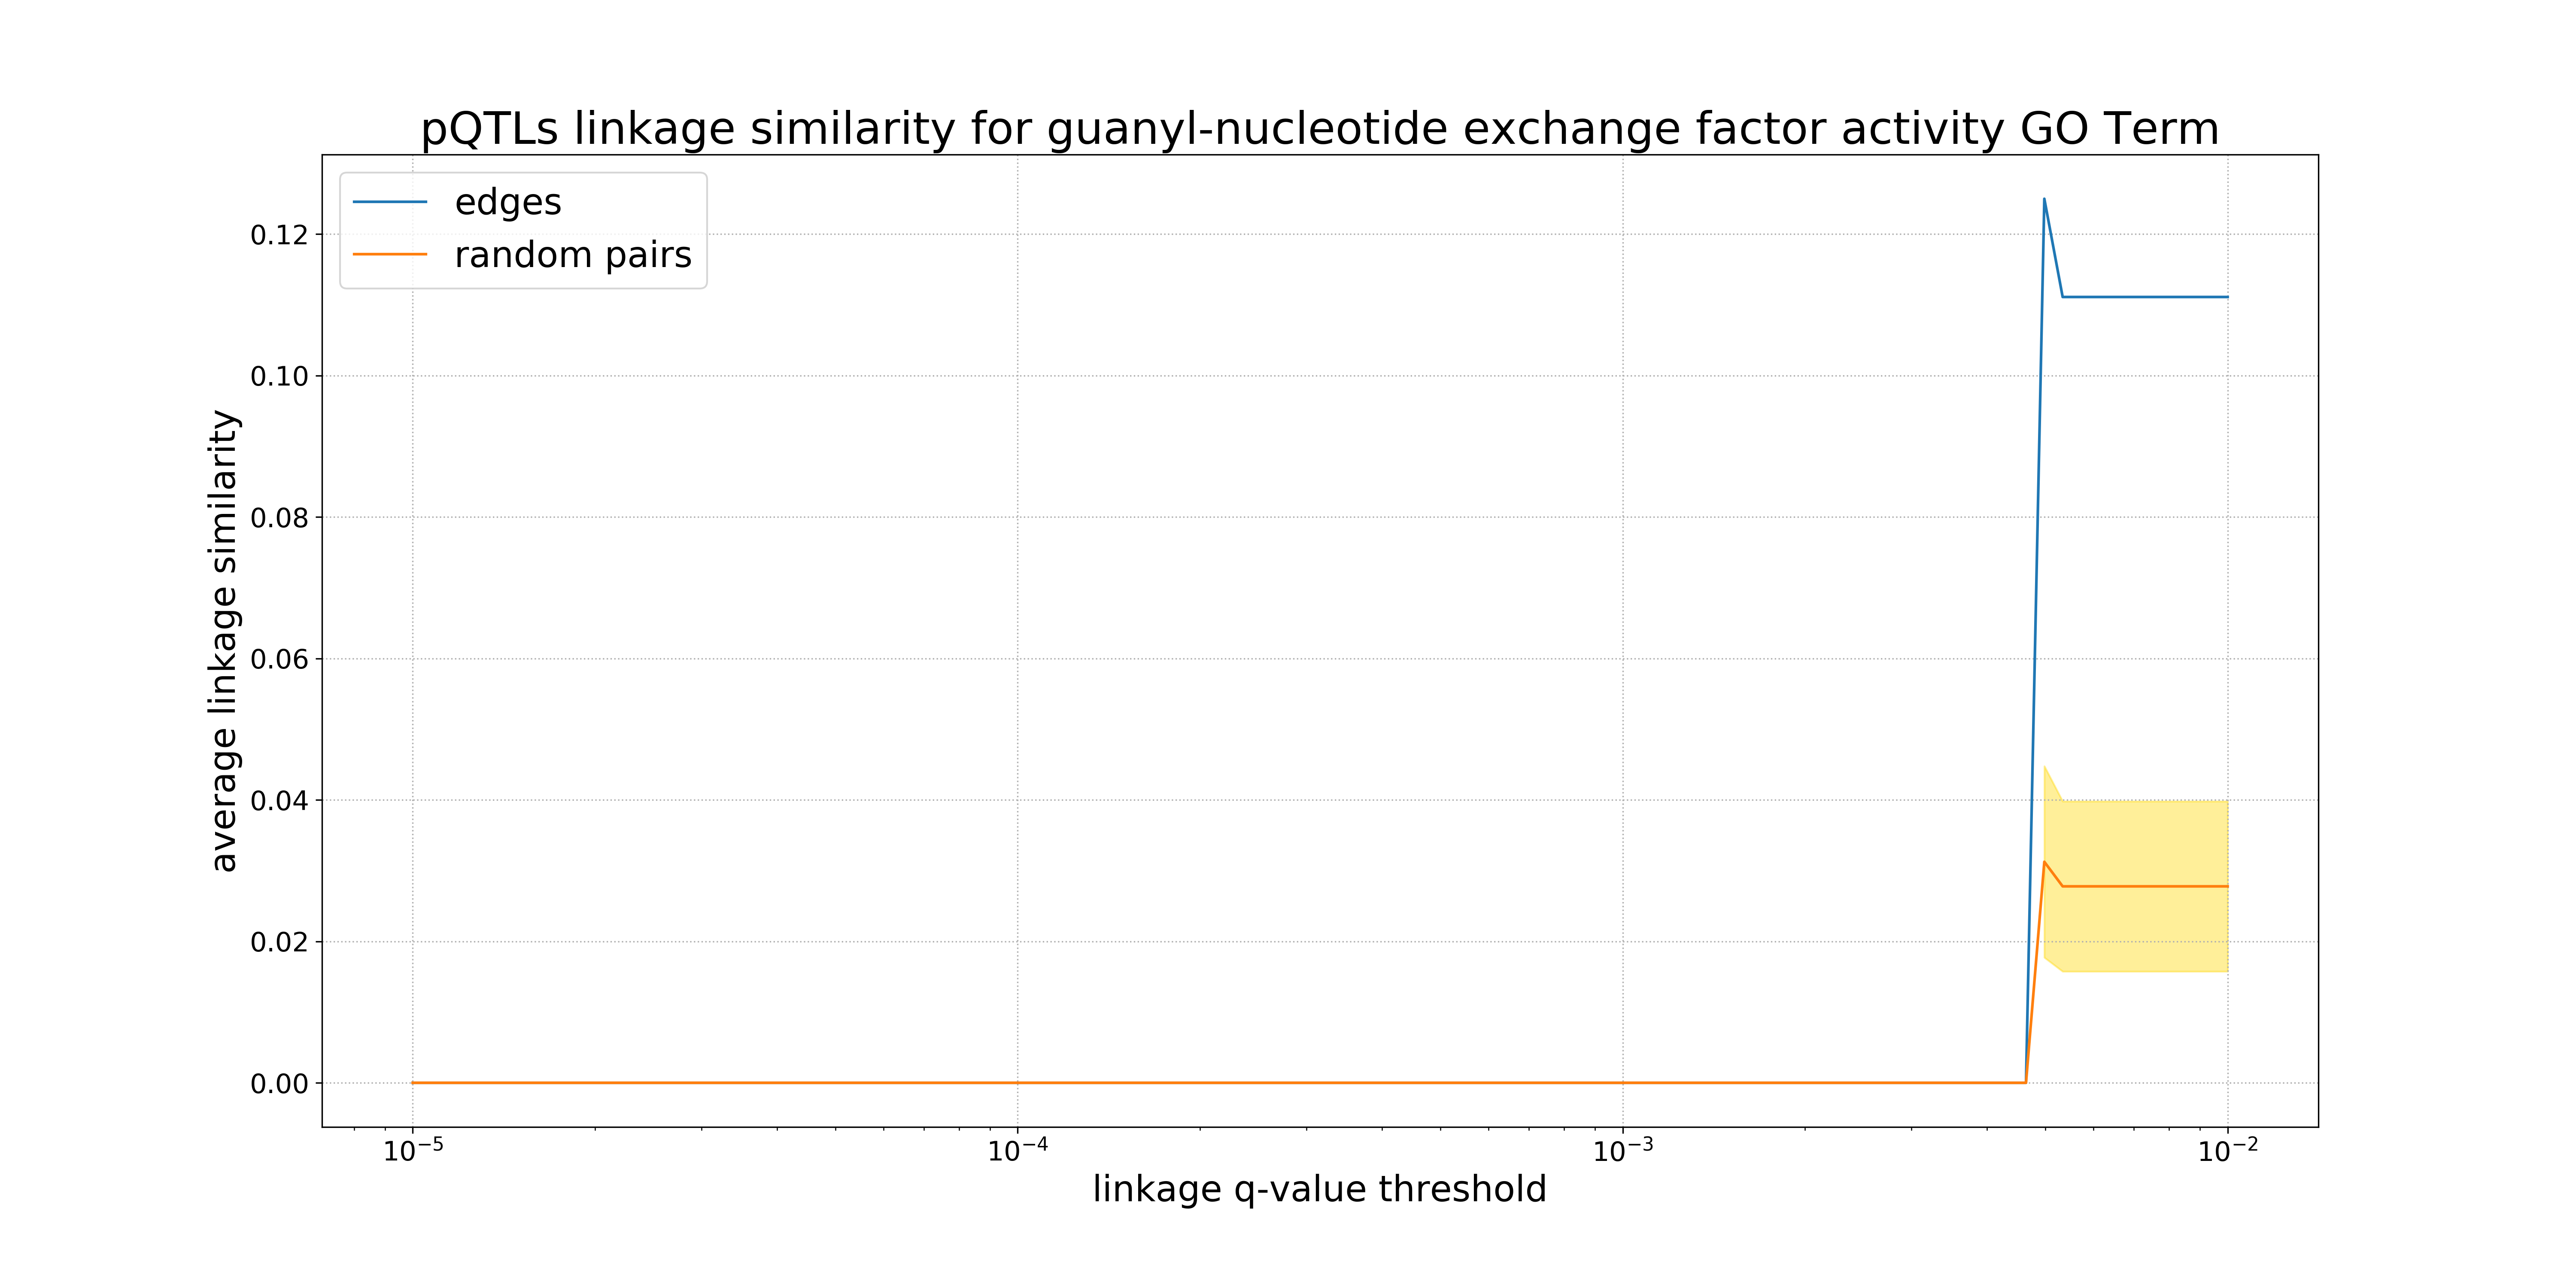 pQTLs linkage similarity for guanyl-nucleotide exchange factor activity GO Term
edges
random pairs
average linkage similarity
0.12
0.10
0.08
0.06
0.04
0.02
0.00
10⁻⁵ 10⁻⁴ 10⁻³ 10⁻²
linkage q-value threshold